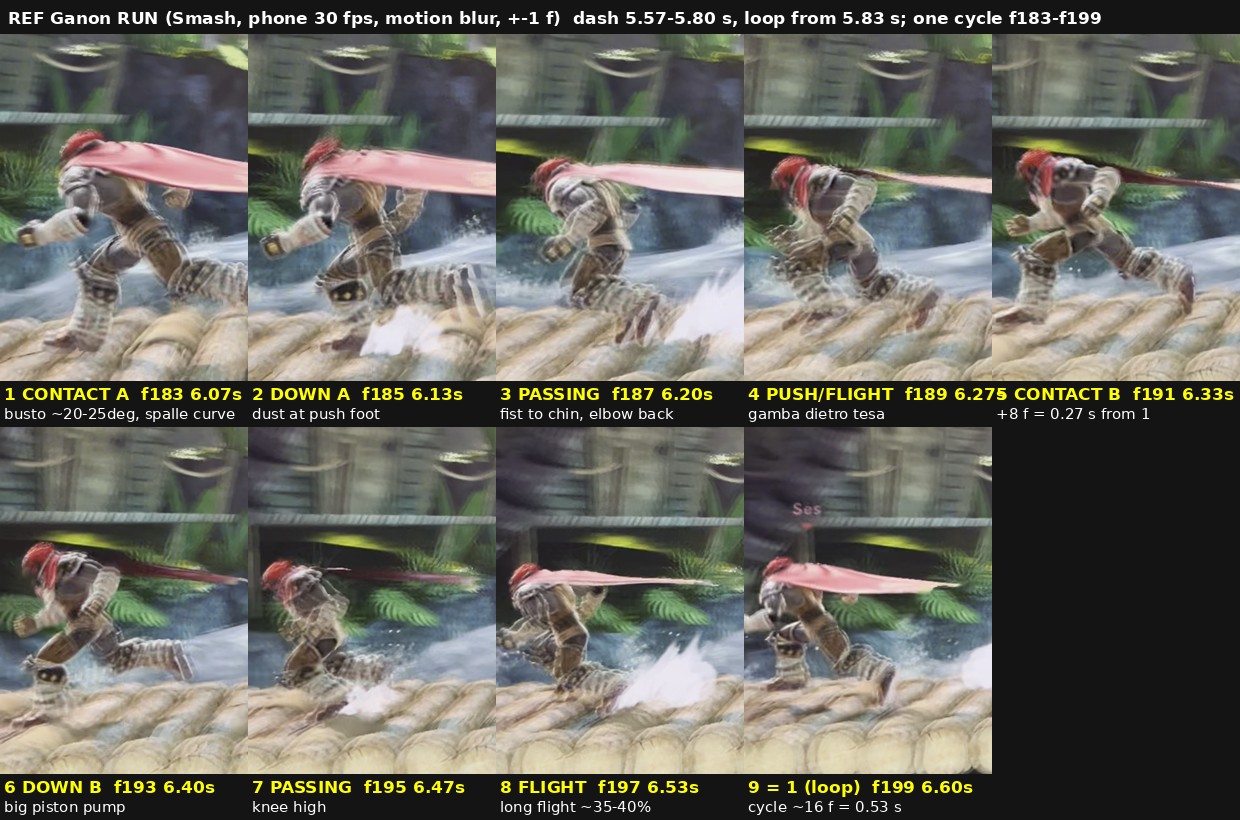 REF Ganon RUN (Smash, phone 30 fps, motion blur, +-1 f)  dash 5.57-5.80 s, loop from 5.83 s; one cycle f183-f199
1 CONTACT A  f183 6.07s
busto ~20-25deg, spalle curve
2 DOWN A  f185 6.13s
dust at push foot
3 PASSING  f187 6.20s
fist to chin, elbow back
4 PUSH/FLIGHT  f189 6.27s
gamba dietro tesa
5 CONTACT B  f191 6.33s
+8 f = 0.27 s from 1
Ses
6 DOWN B  f193 6.40s
big piston pump
7 PASSING  f195 6.47s
knee high
8 FLIGHT  f197 6.53s
long flight ~35-40%
9 = 1 (loop)  f199 6.60s
cycle ~16 f = 0.53 s